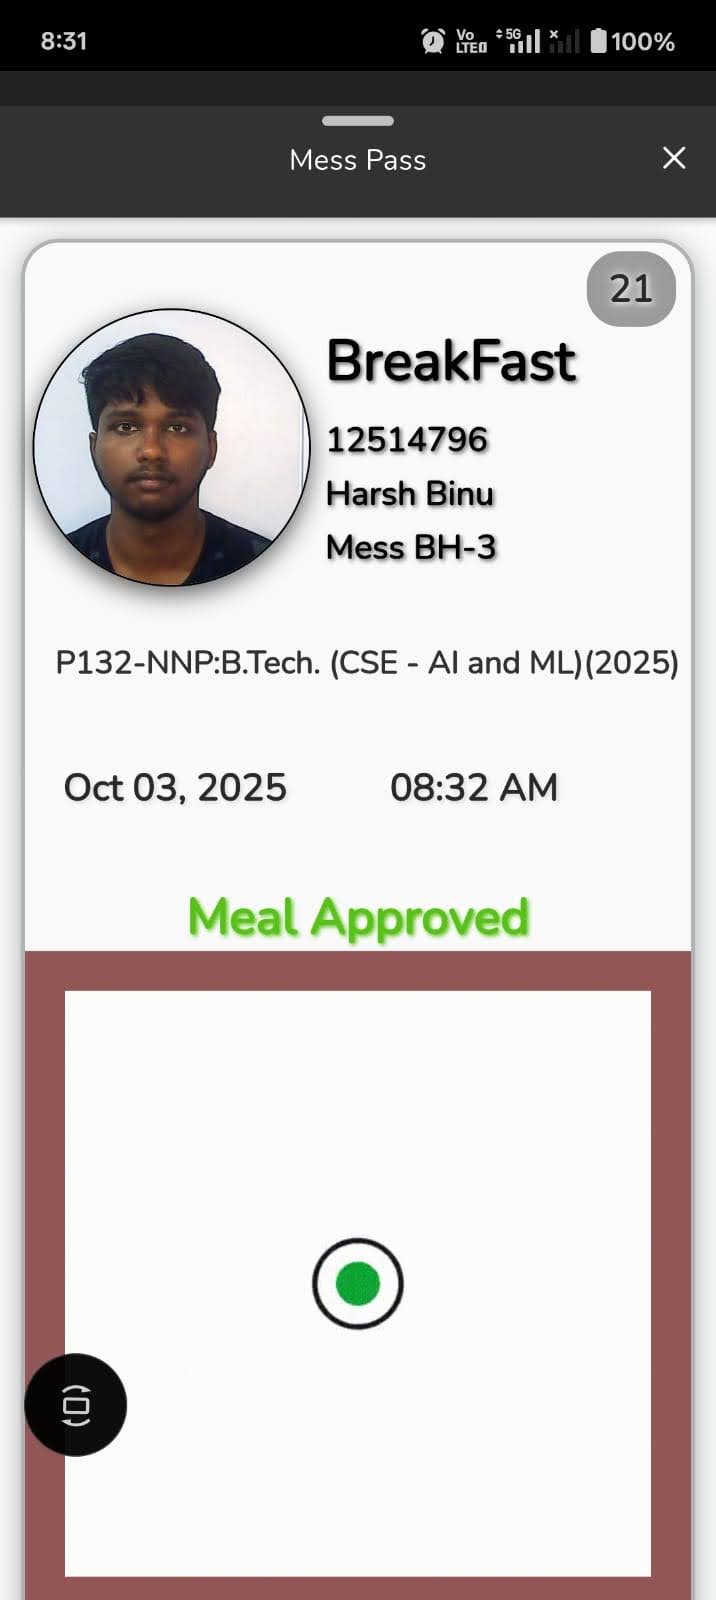 8:31
Vo
LTE
5G
100%
Mess Pass
21
BreakFast
12514796
Harsh Binu
Mess BH-3
P132-NNP:B.Tech. (CSE - AI and ML)(2025)
Oct 03, 2025 08:32 AM
Meal Approved